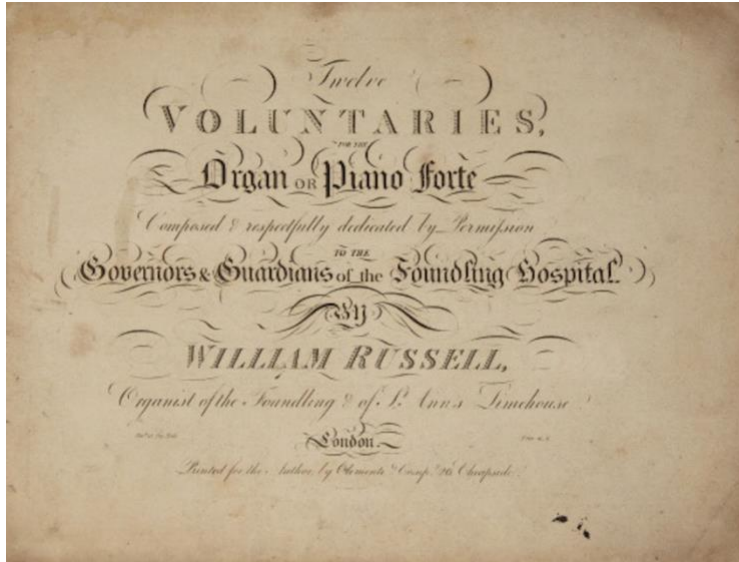 Twelve
VOLUNTARIES,
FOR THE
Organ OR Piano Forte
Composed & respectfully dedicated by Permifsion
TO THE
Governors & Guardians of the Foundling Hospital.
By
WILLIAM RUSSELL,
Organist of the Foundling & of St. Ann's Limehouse
London.
Printed for the Author by Clementi & Comp. Cheapside.